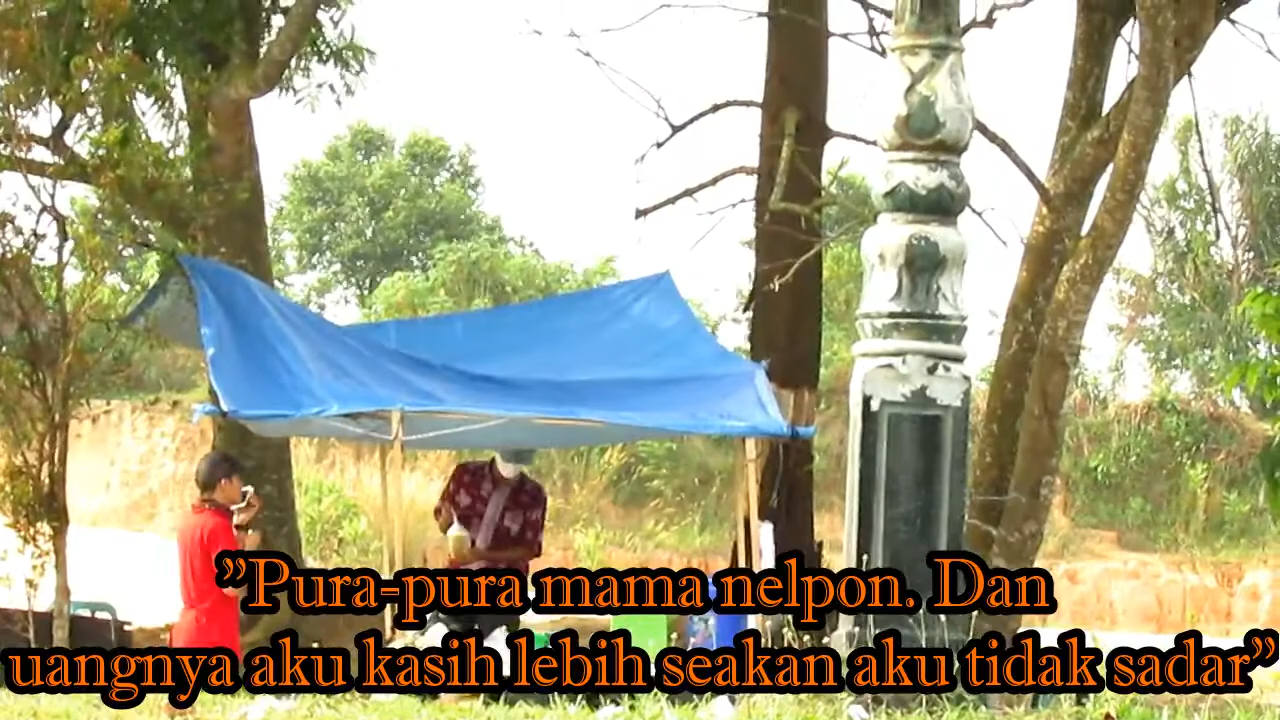 ”Pura-pura mama nelpon. Dan
uangnya aku kasih lebih seakan aku tidak sadar”